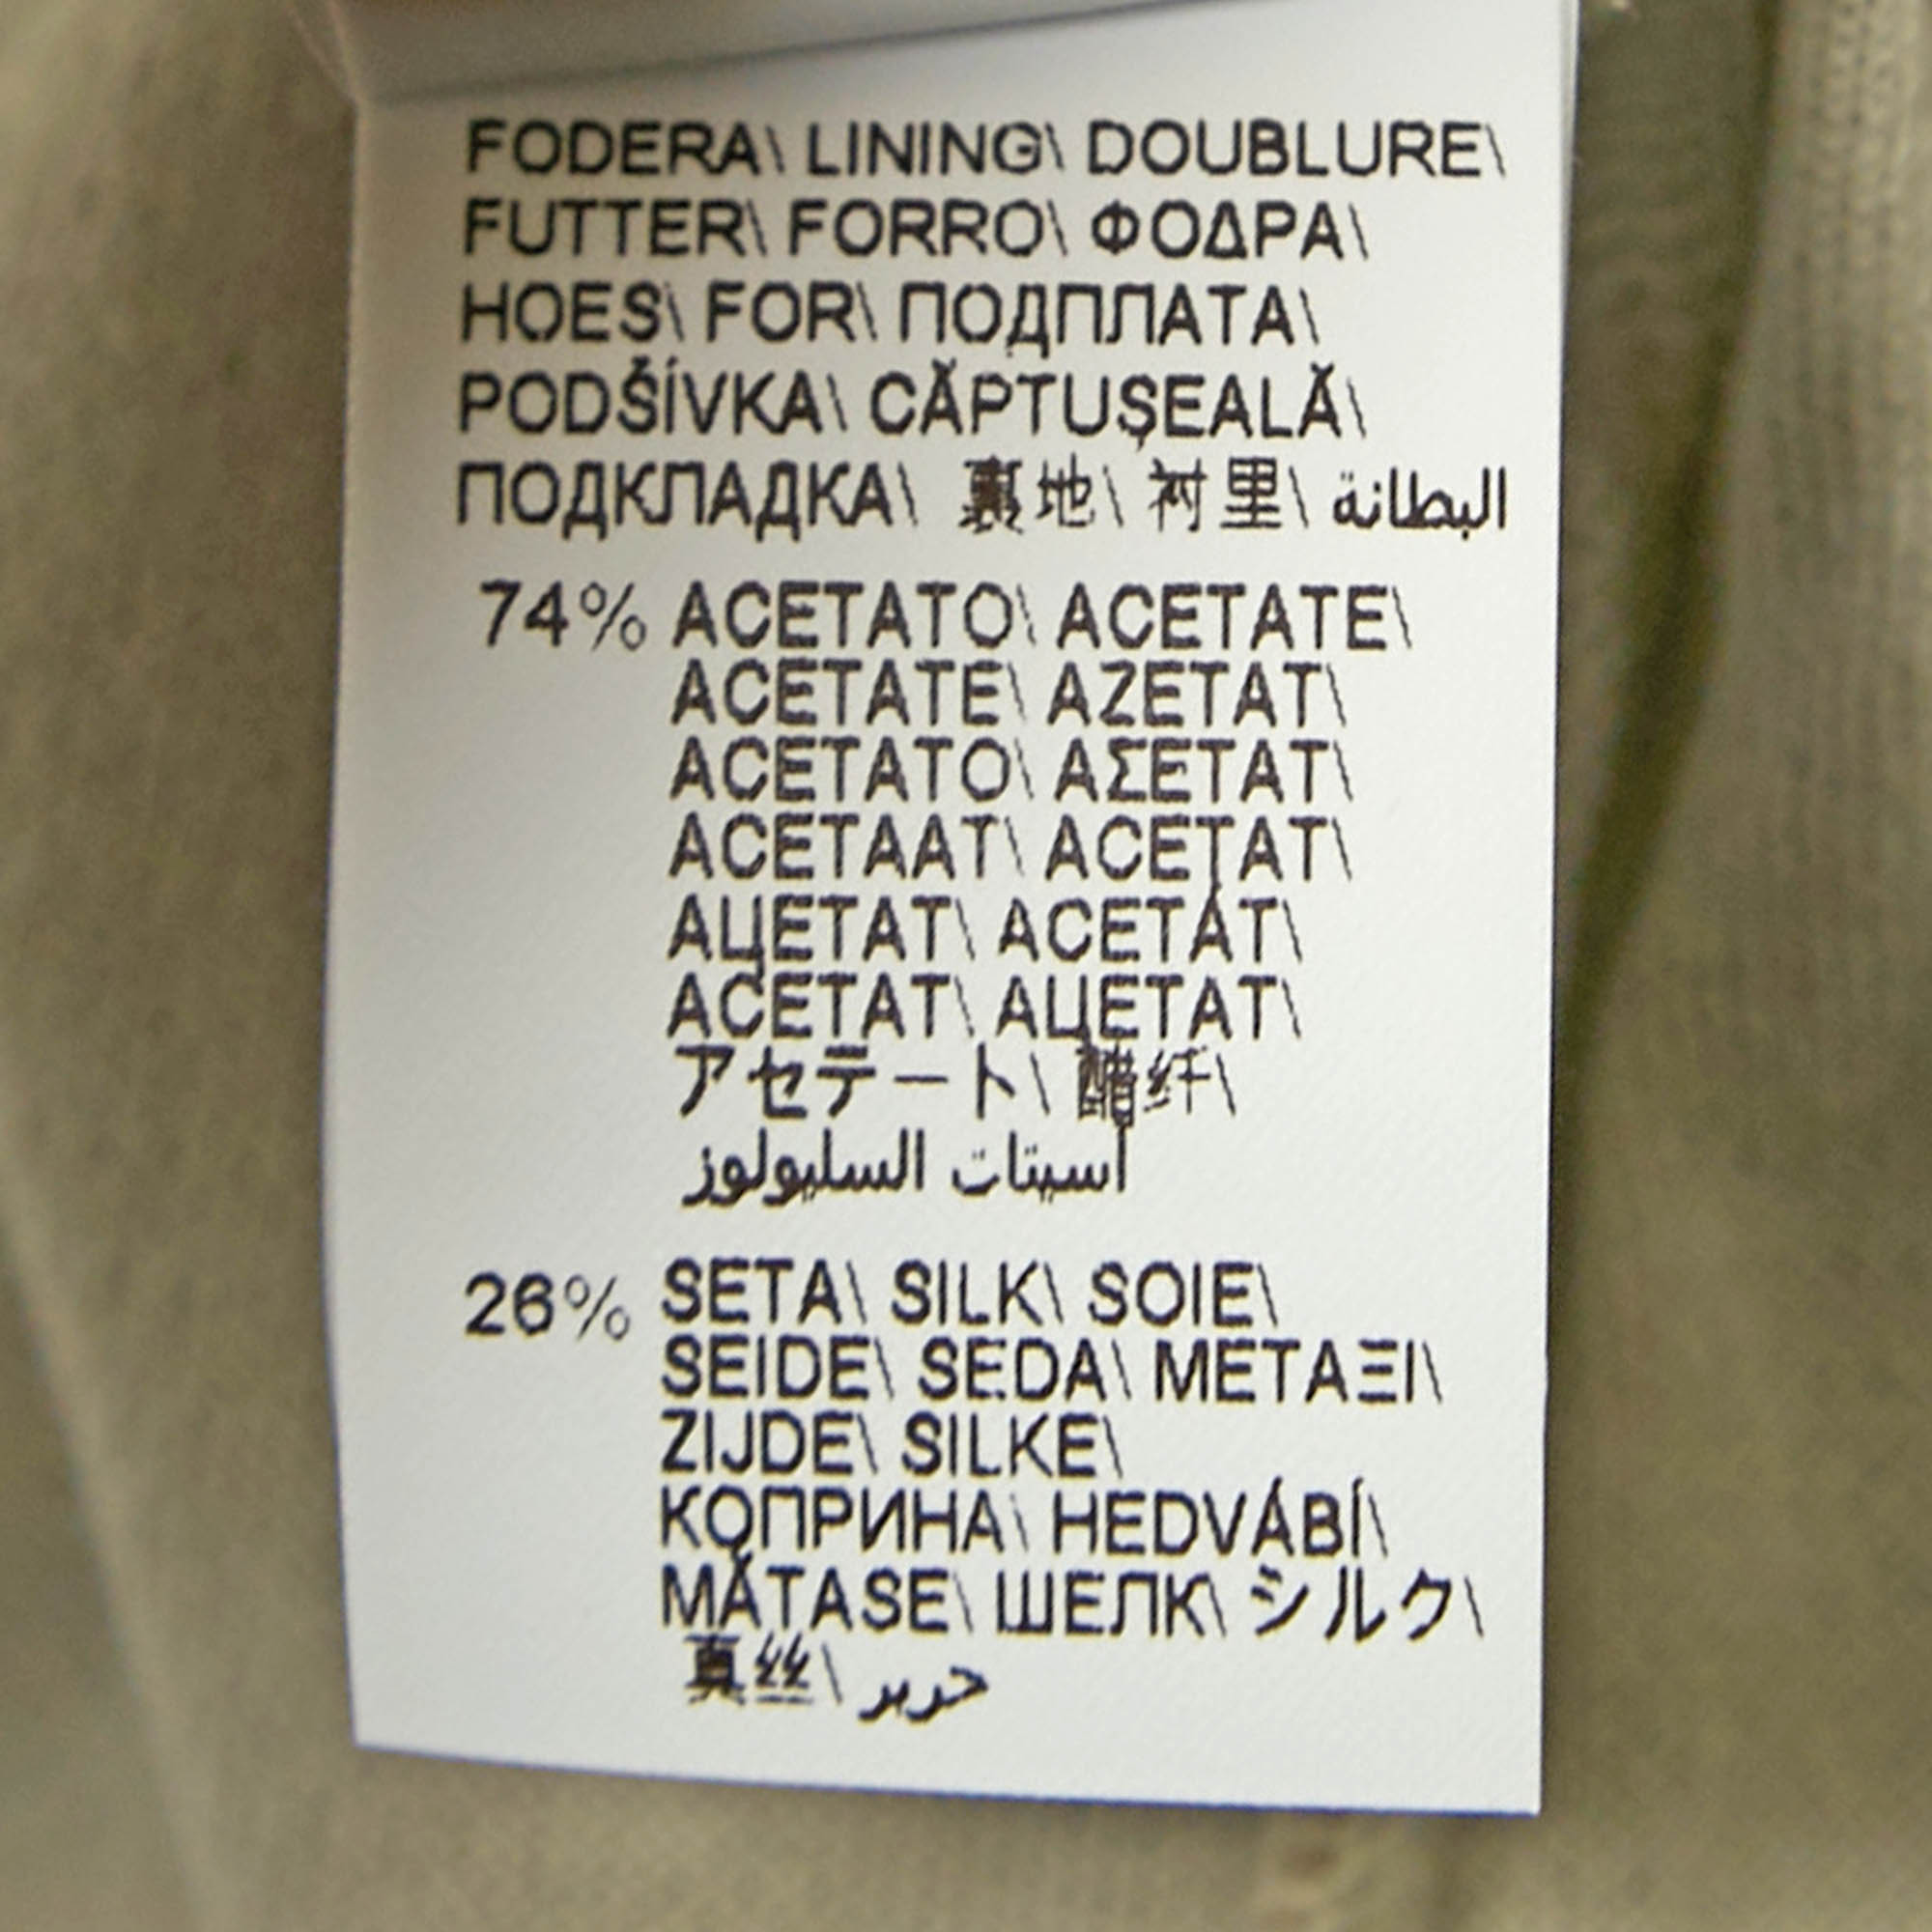 FODERA\ LINING\ DOUBLURE\
FUTTER\ FORRO\ ΦΟΔΡΑ\
HOES\ FOR\ ПОДПЛАТА\
PODŠÍVKA\ CĂPTUȘEALĂ\
ПОДКЛАДКА\ 裏地\ 衬里\ البطانة
74% ACETATO\ ACETATE\
ACETATE\ AZETAT\
ACETATO\ ΑΣΕΤΑΤ\
ACETAAT\ ACETAT\
АЦЕТАТ\ ACETÁT\
ACETAT\ АЦЕТАТ\
アセテート\ 醋纤\
أسيتات السليولوز
26% SETA\ SILK\ SOIE\
SEIDE\ SEDA\ ΜΕΤΑΞΙ\
ZIJDE\ SILKE\
КОПРИНА\ HEDVÁBÍ\
MĂTASE\ ШЕЛК\ シルク\
真丝\ حرير